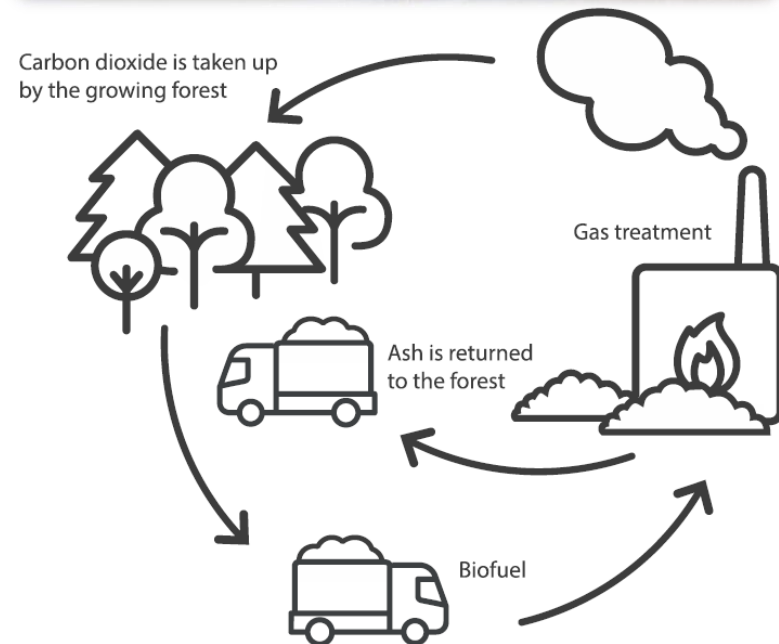 Carbon dioxide is taken up
by the growing forest
Gas treatment
Ash is returned
to the forest
Biofuel